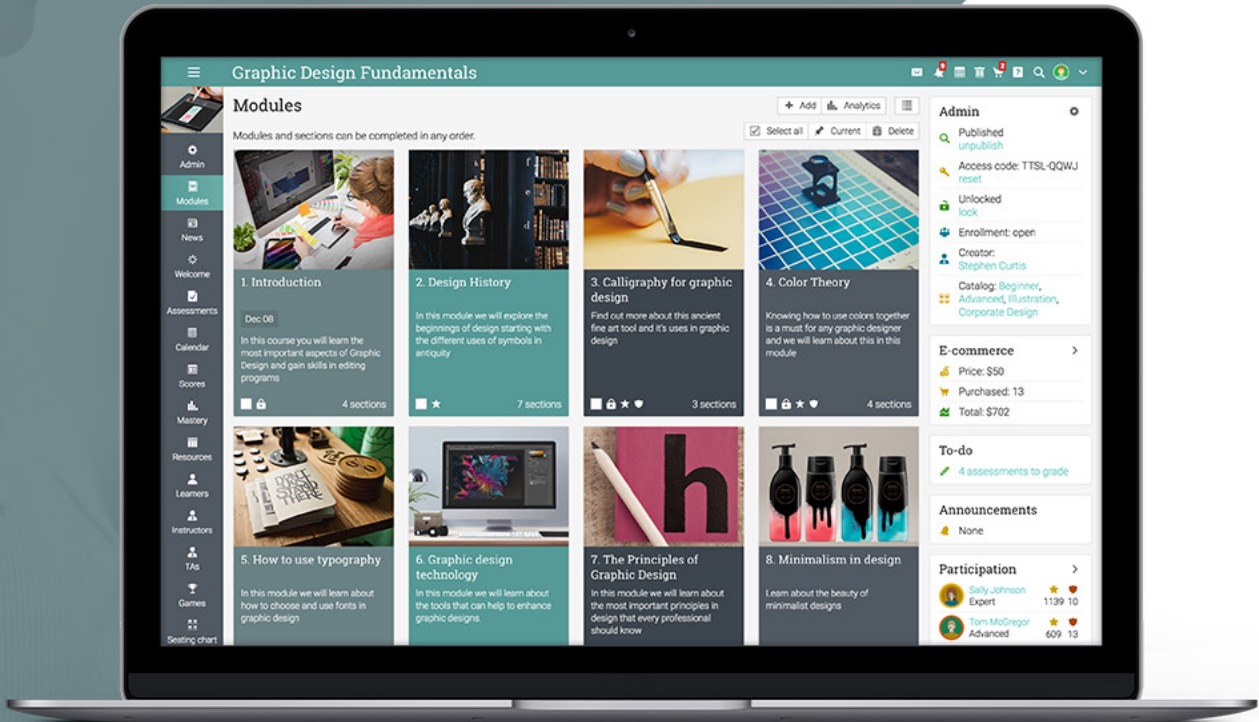 Graphic Design Fundamentals
9
2
Modules
Add
Analytics
Modules and sections can be completed in any order.
Select all
Current
Delete
Admin
Modules
News
Welcome
Assessments
Calendar
Scores
Mastery
Resources
Learners
Instructors
TAs
Games
Seating chart
1. Introduction
Dec 08
In this course you will learn the
most important aspects of Graphic
Design and gain skills in editing
programs
4 sections
2. Design History
In this module we will explore the
beginnings of design starting with
the different uses of symbols in
antiquity
7 sections
3. Calligraphy for graphic
design
Find out more about this ancient
fine art tool and it's uses in graphic
design
3 sections
4. Color Theory
Knowing how to use colors together
is a must for any graphic designer
and we will learn about this in this
module
4 sections
h
5. How to use typography
In this module we will learn about
how to choose and use fonts in
graphic design
6. Graphic design
technology
In this module we will learn about
the tools that can help to enhance
graphic designs.
7. The Principles of
Graphic Design
In this module we will learn about
the most important principles in
design that every professional
should know
8. Minimalism in design
Learn about the beauty of
minimalist designs
Admin
Published
unpublish
Access code: TTSL-QQWJ
reset
Unlocked
lock
Enrollment: open
Creator:
Stephen Curtis
Catalog: Beginner,
Advanced, Illustration,
Corporate Design
E-commerce
Price: $50
Purchased: 13
Total: $702
To-do
4 assessments to grade
Announcements
None
Participation
Sally Johnson
Expert
1139 10
Tom McGregor
Advanced
609 13